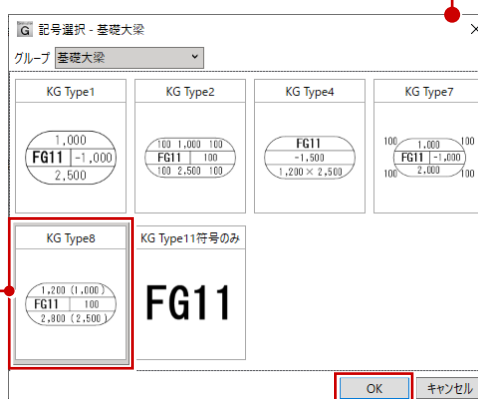 G 記号選択 - 基礎大梁
グループ 基礎大梁
KG Type1
1,000
FG11 -1,000
2,500
KG Type2
100 1,000 100
FG11 100
100 2,500 100
KG Type4
FG11
-1,500
1,200 × 2,500
KG Type7
100 1,000 100
FG11 -1,000
100 2,000 100
KG Type8
1,200 (1,000)
FG11 100
2,800 (2,500)
KG Type11符号のみ
FG11
OK キャンセル